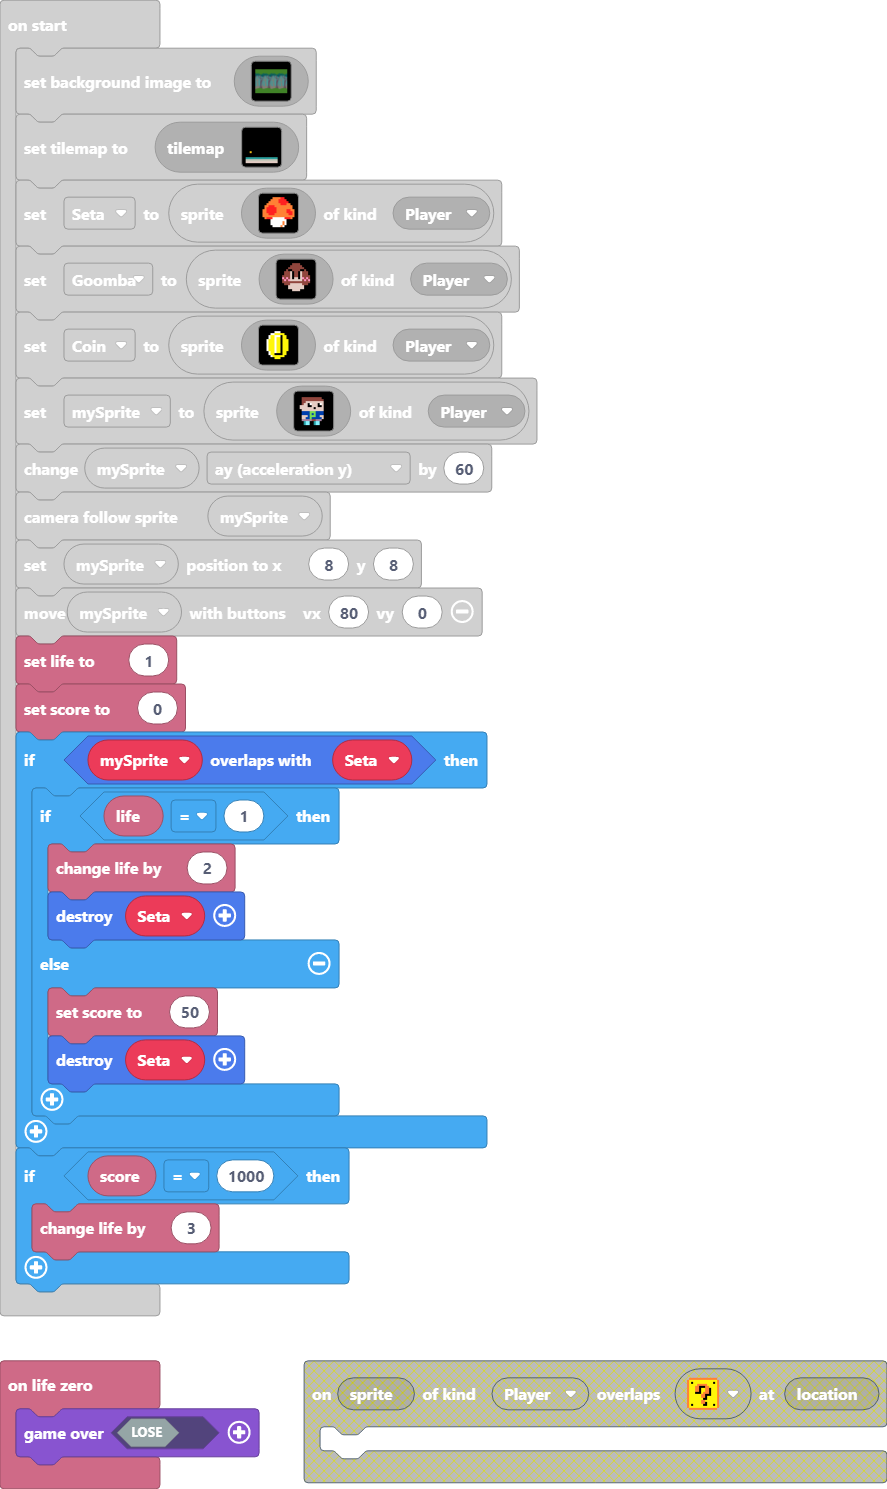 on start
set background image to
set tilemap to tilemap
set Seta to sprite of kind Player
set Goomba to sprite of kind Player
set Coin to sprite of kind Player
set mySprite to sprite of kind Player
change mySprite ay (acceleration y) by 60
camera follow sprite mySprite
set mySprite position to x 8 y 8
move mySprite with buttons vx 80 vy 0
set life to 1
set score to 0
if mySprite overlaps with Seta then
if life = 1 then
change life by 2
destroy Seta
else
set score to 50
destroy Seta
if score = 1000 then
change life by 3
on life zero
game over LOSE
on sprite of kind Player overlaps ? at location